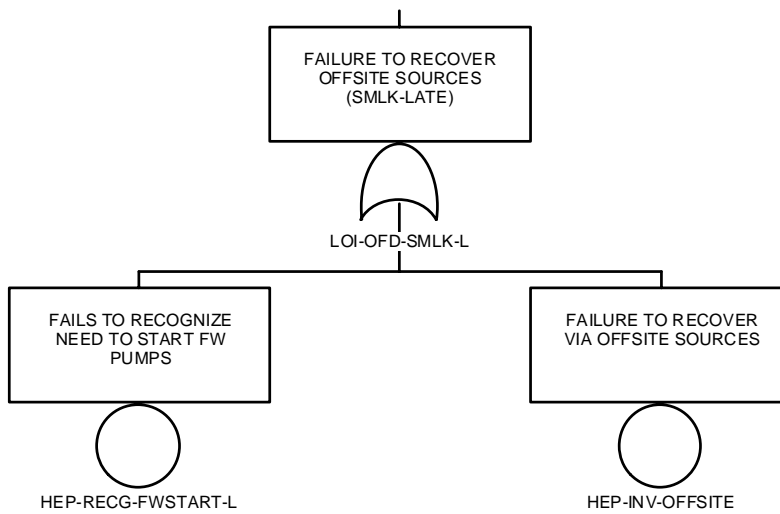 FAILURE TO RECOVER
OFFSITE SOURCES
(SMLK-LATE)
LOI-OFD-SMLK-L
FAILS TO RECOGNIZE
NEED TO START FW
PUMPS
HEP-RECG-FWSTART-L
FAILURE TO RECOVER
VIA OFFSITE SOURCES
HEP-INV-OFFSITE